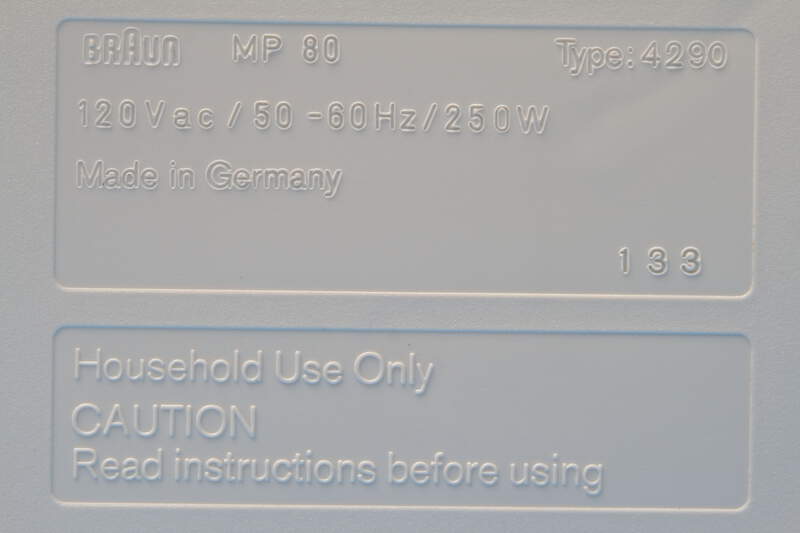 BRAUN MP 80 Type: 4290
120Vac/50-60Hz/250W
Made in Germany
133
Household Use Only
CAUTION
Read instructions before using